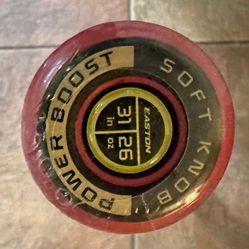 POWER BOOST
SOFT KNOB
EASTON
31 26
in oz